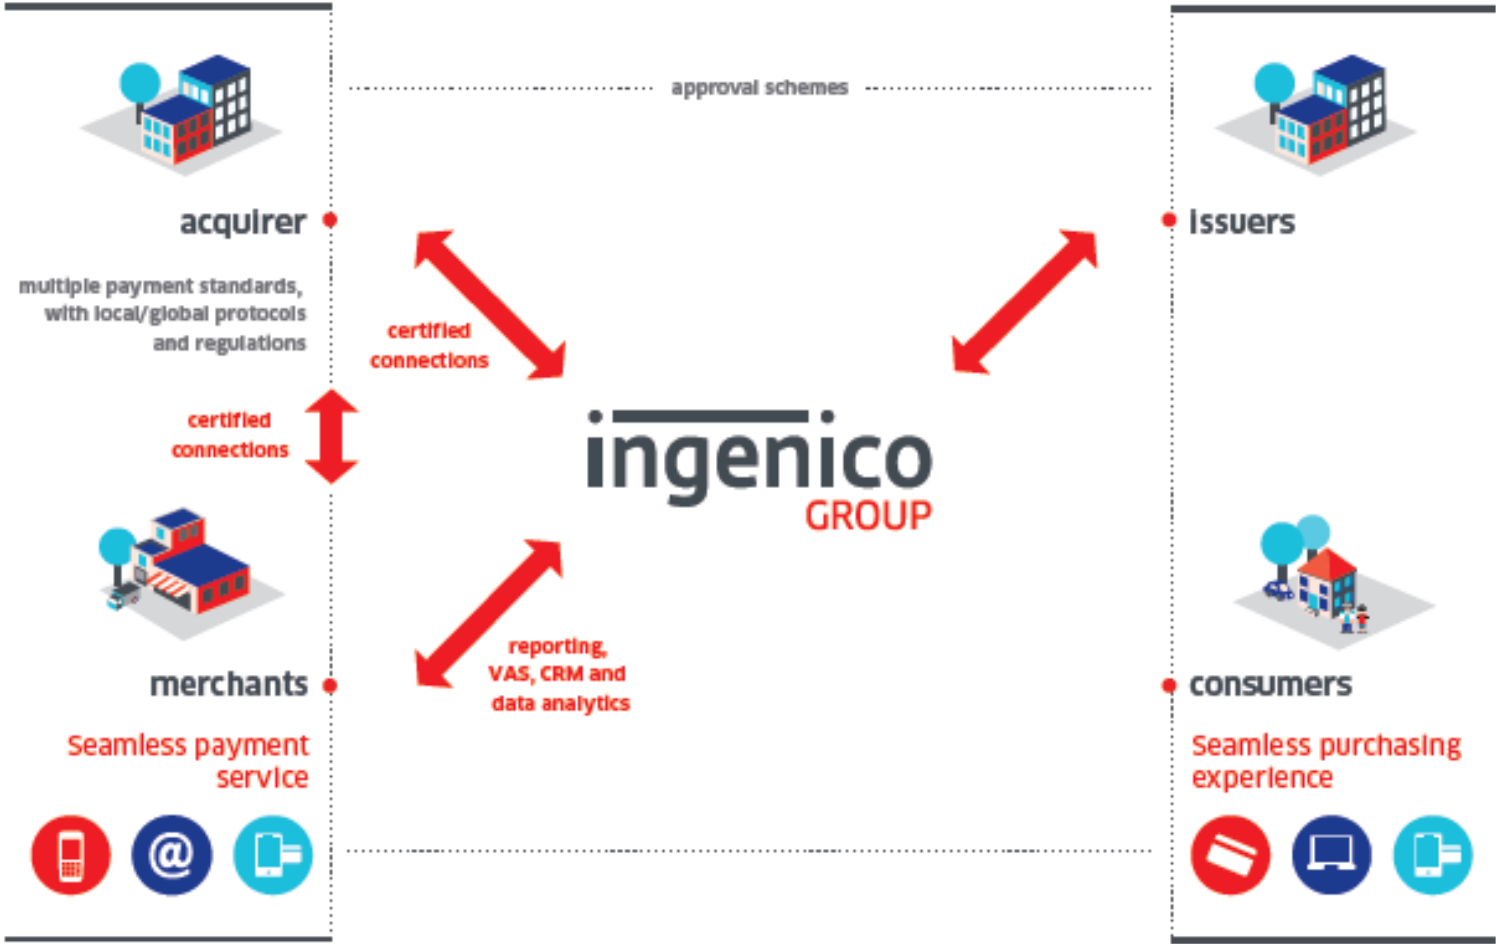 approval schemes
acquirer
issuers
multiple payment standards,
with local/global protocols
and regulations
certified
connections
certified
connections
ingenico
GROUP
reporting,
VAS, CRM and
data analytics
merchants
consumers
Seamless payment
service
Seamless purchasing
experience
@